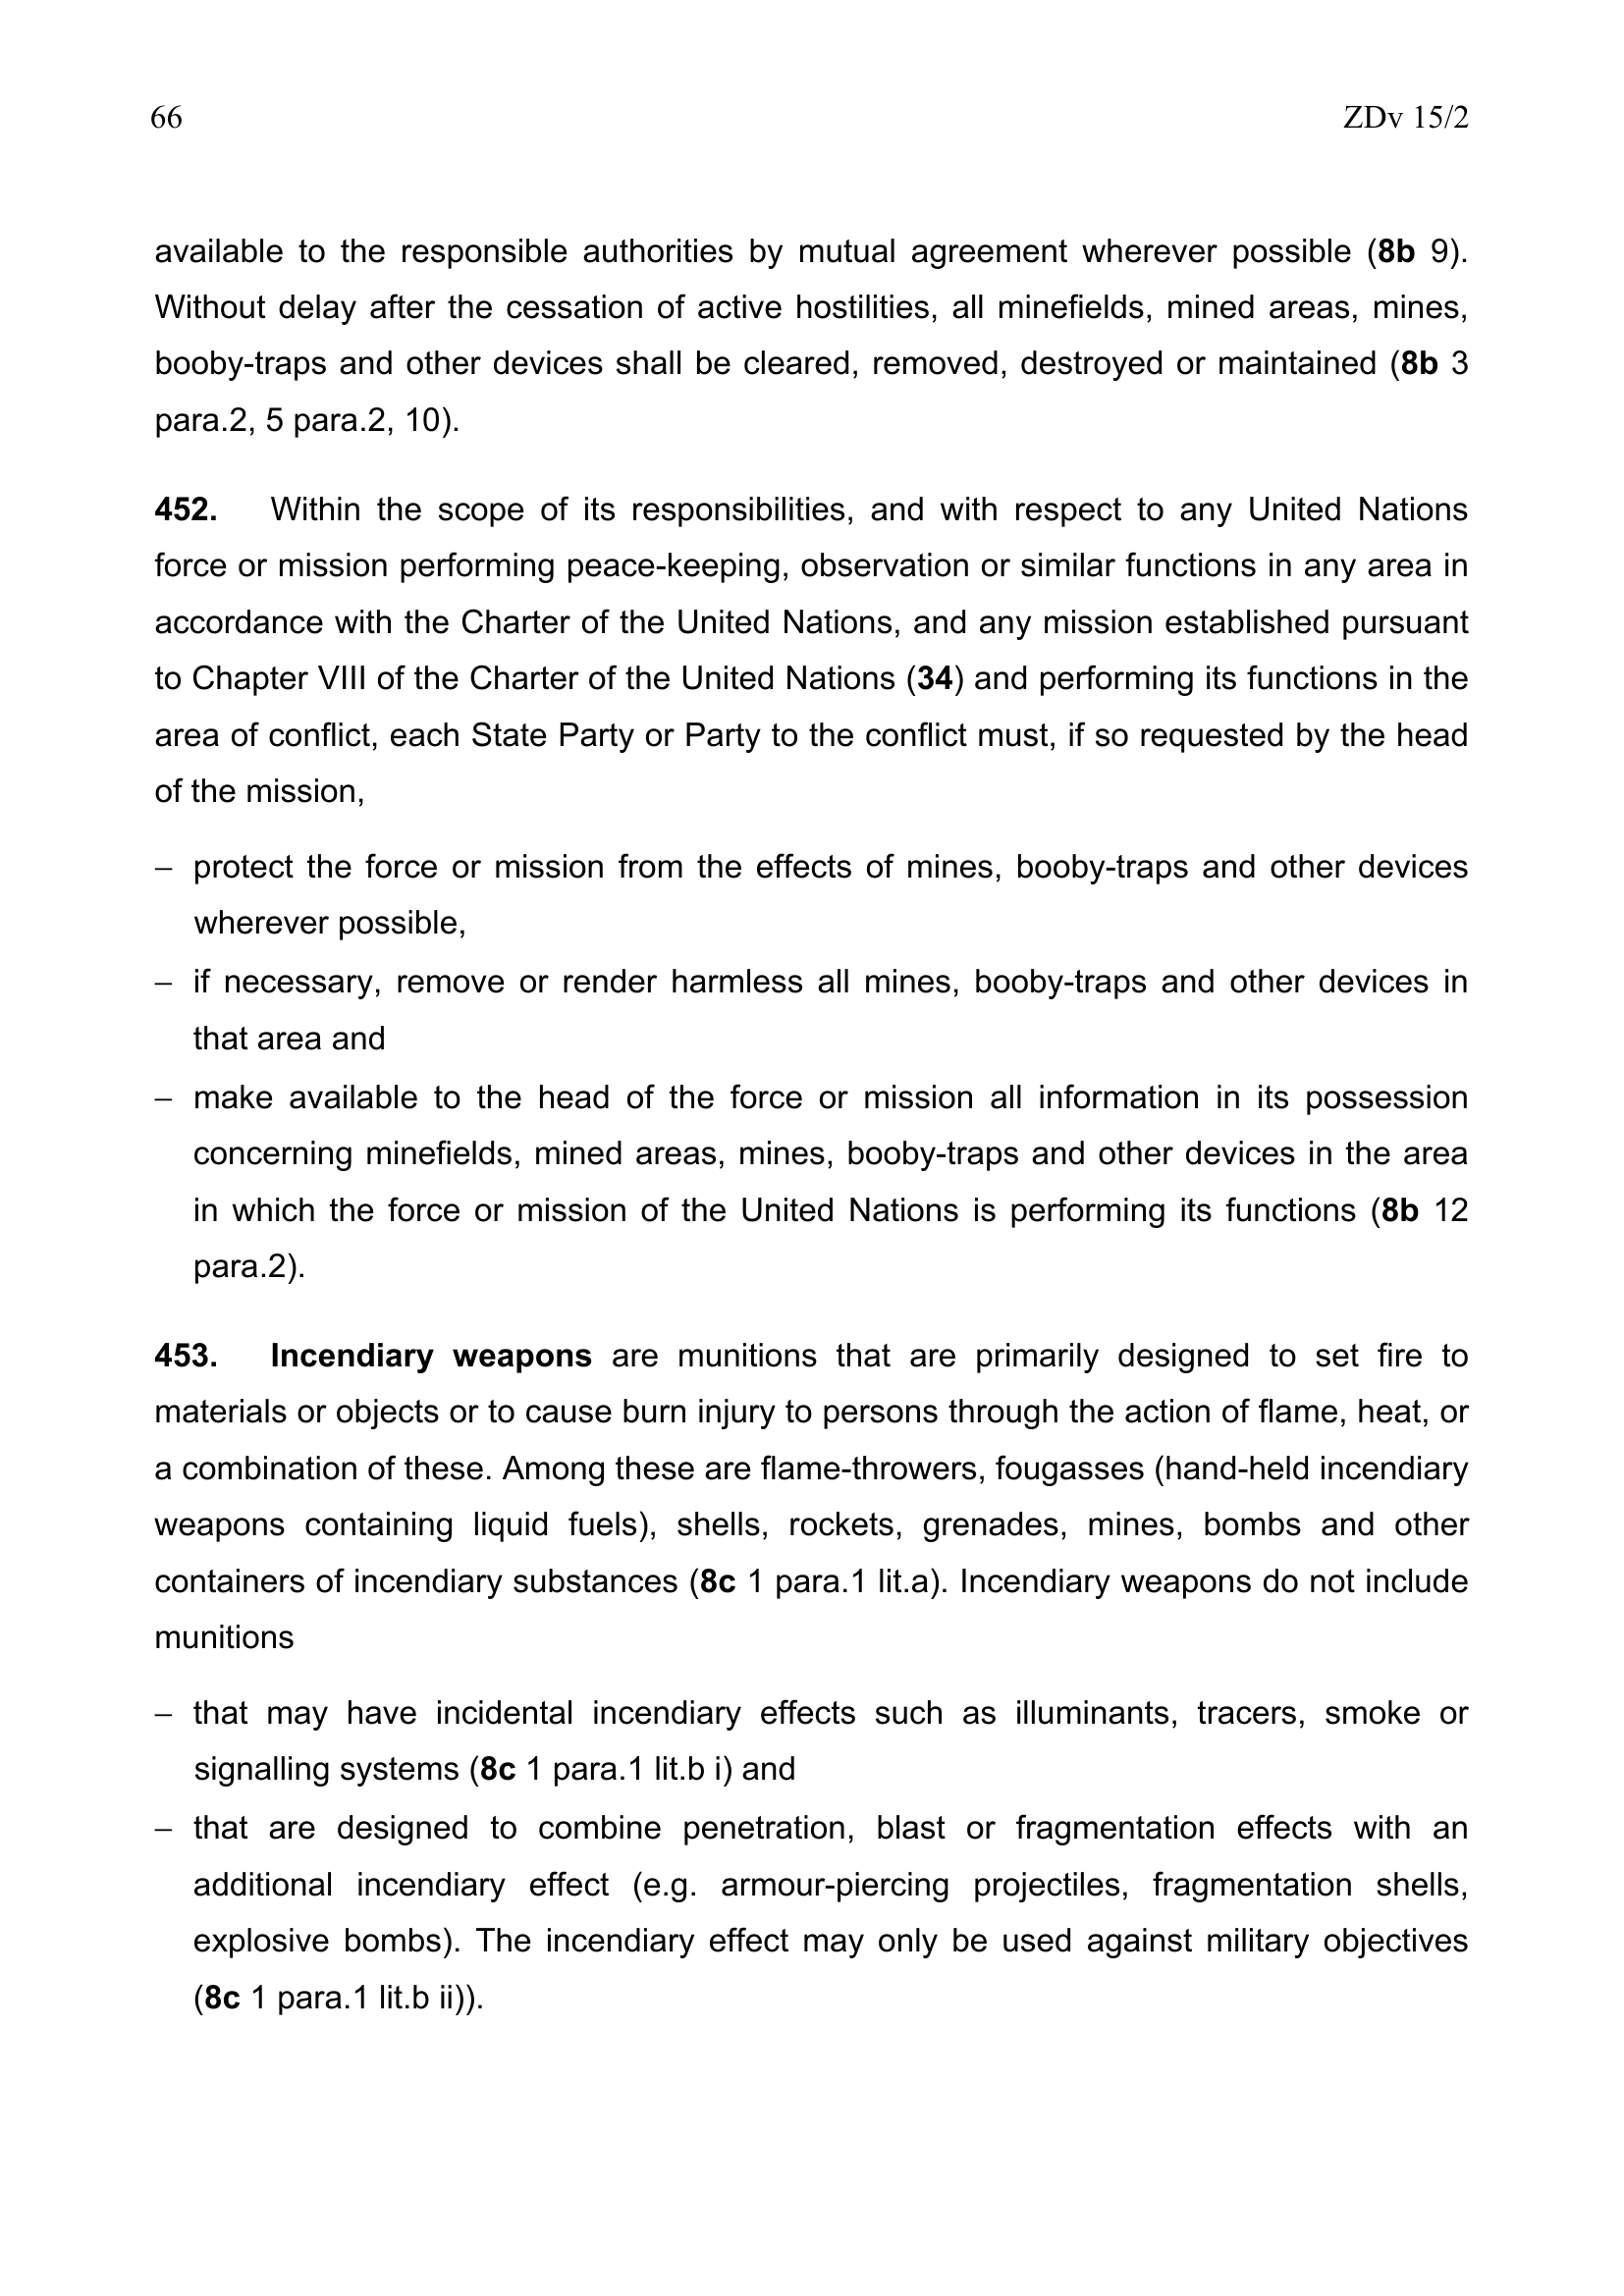 66 ZDv 15/2
available to the responsible authorities by mutual agreement wherever possible (8b 9).
Without delay after the cessation of active hostilities, all minefields, mined areas, mines,
booby-traps and other devices shall be cleared, removed, destroyed or maintained (8b 3
para.2, 5 para.2, 10).
452. Within the scope of its responsibilities, and with respect to any United Nations
force or mission performing peace-keeping, observation or similar functions in any area in
accordance with the Charter of the United Nations, and any mission established pursuant
to Chapter VIII of the Charter of the United Nations (34) and performing its functions in the
area of conflict, each State Party or Party to the conflict must, if so requested by the head
of the mission,
– protect the force or mission from the effects of mines, booby-traps and other devices
wherever possible,
– if necessary, remove or render harmless all mines, booby-traps and other devices in
that area and
– make available to the head of the force or mission all information in its possession
concerning minefields, mined areas, mines, booby-traps and other devices in the area
in which the force or mission of the United Nations is performing its functions (8b 12
para.2).
453. Incendiary weapons are munitions that are primarily designed to set fire to
materials or objects or to cause burn injury to persons through the action of flame, heat, or
a combination of these. Among these are flame-throwers, fougasses (hand-held incendiary
weapons containing liquid fuels), shells, rockets, grenades, mines, bombs and other
containers of incendiary substances (8c 1 para.1 lit.a). Incendiary weapons do not include
munitions
– that may have incidental incendiary effects such as illuminants, tracers, smoke or
signalling systems (8c 1 para.1 lit.b i) and
– that are designed to combine penetration, blast or fragmentation effects with an
additional incendiary effect (e.g. armour-piercing projectiles, fragmentation shells,
explosive bombs). The incendiary effect may only be used against military objectives
(8c 1 para.1 lit.b ii)).